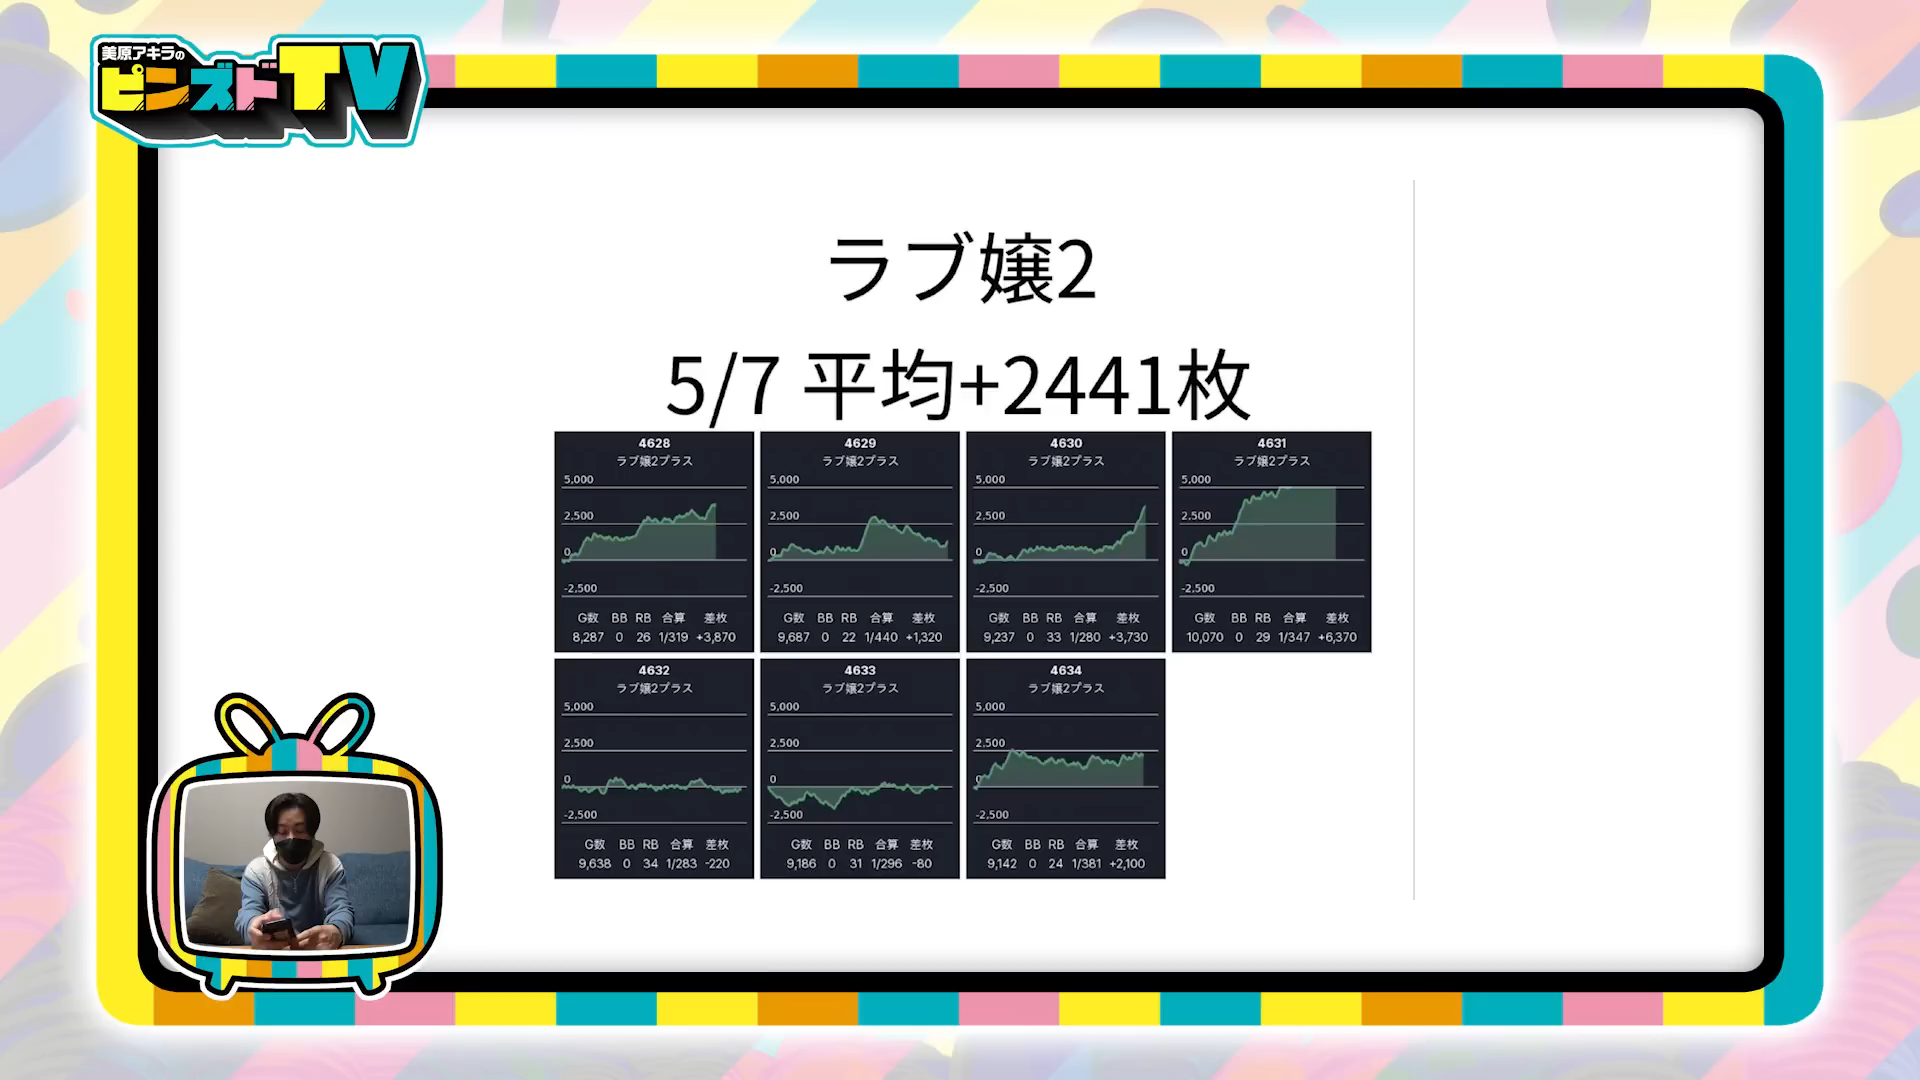 美原アキラの
ピンズドTV
ラブ嬢2
5/7 平均+2441枚
4628
ラブ嬢2プラス
5,000
2,500
0
-2,500
G数 BB RB 合算 差枚
8,287 0 26 1/319 +3,870
4629
ラブ嬢2プラス
5,000
2,500
0
-2,500
G数 BB RB 合算 差枚
9,687 0 22 1/440 +1,320
4630
ラブ嬢2プラス
5,000
2,500
0
-2,500
G数 BB RB 合算 差枚
9,237 0 33 1/280 +3,730
4631
ラブ嬢2プラス
5,000
2,500
0
-2,500
G数 BB RB 合算 差枚
10,070 0 29 1/347 +6,370
4632
ラブ嬢2プラス
5,000
2,500
0
-2,500
G数 BB RB 合算 差枚
9,638 0 34 1/283 -220
4633
ラブ嬢2プラス
5,000
2,500
0
-2,500
G数 BB RB 合算 差枚
9,186 0 31 1/296 -80
4634
ラブ嬢2プラス
5,000
2,500
0
-2,500
G数 BB RB 合算 差枚
9,142 0 24 1/381 +2,100